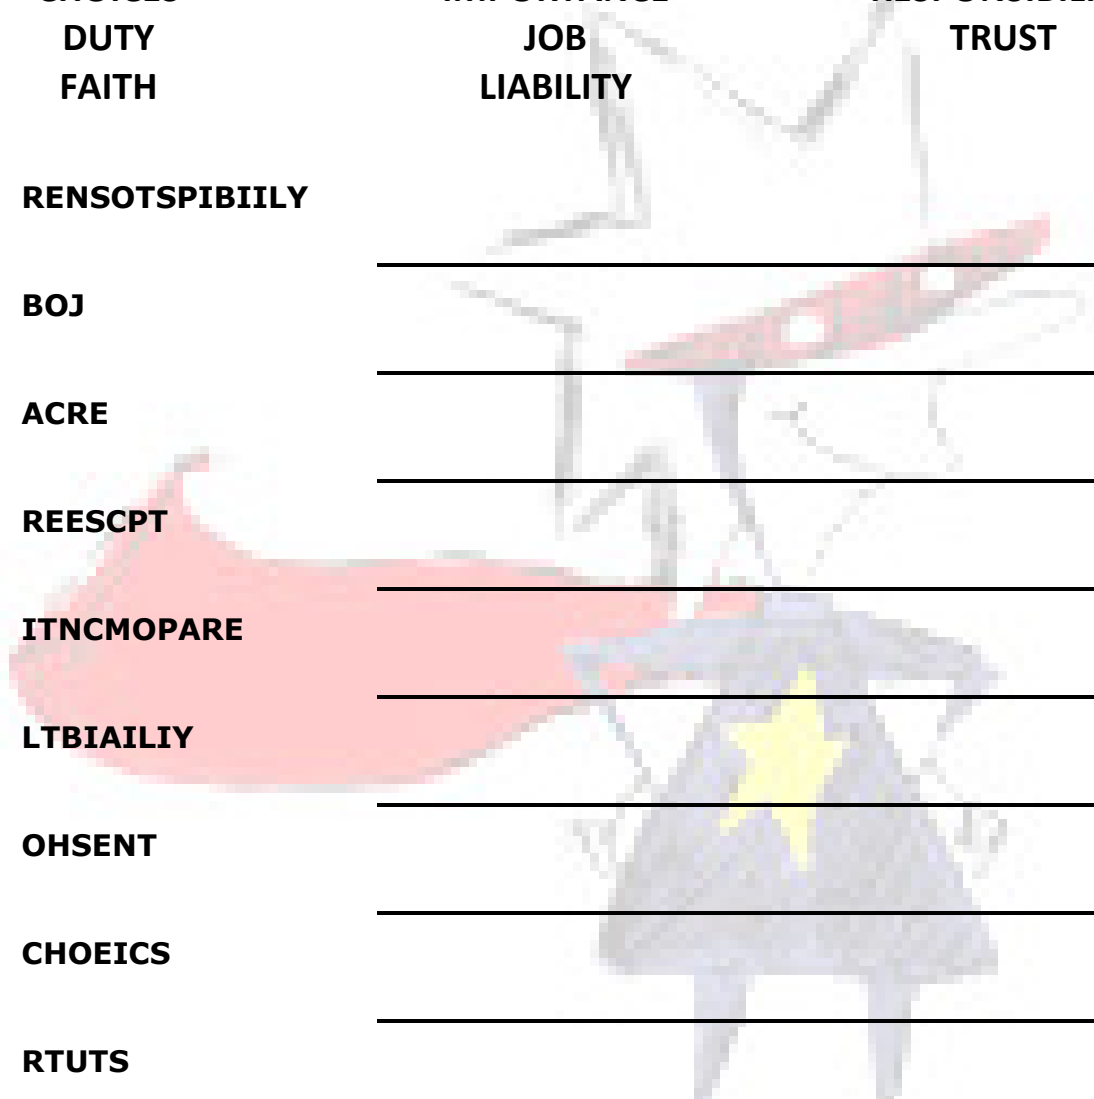 DUTY JOB TRUST
FAITH LIABILITY
RENSOTSPIBIILY
BOJ
ACRE
REESCPT
ITNCMOPARE
LTBIAILIY
OHSENT
CHOEICS
RTUTS